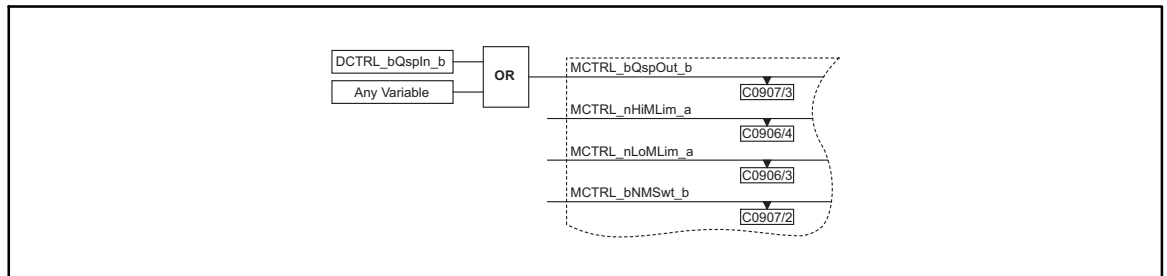 DCTRL_bQspIn_b
Any Variable
OR
MCTRL_bQspOut_b
C0907/3
MCTRL_nHiMLim_a
C0906/4
MCTRL_nLoMLim_a
C0906/3
MCTRL_bNMSwt_b
C0907/2